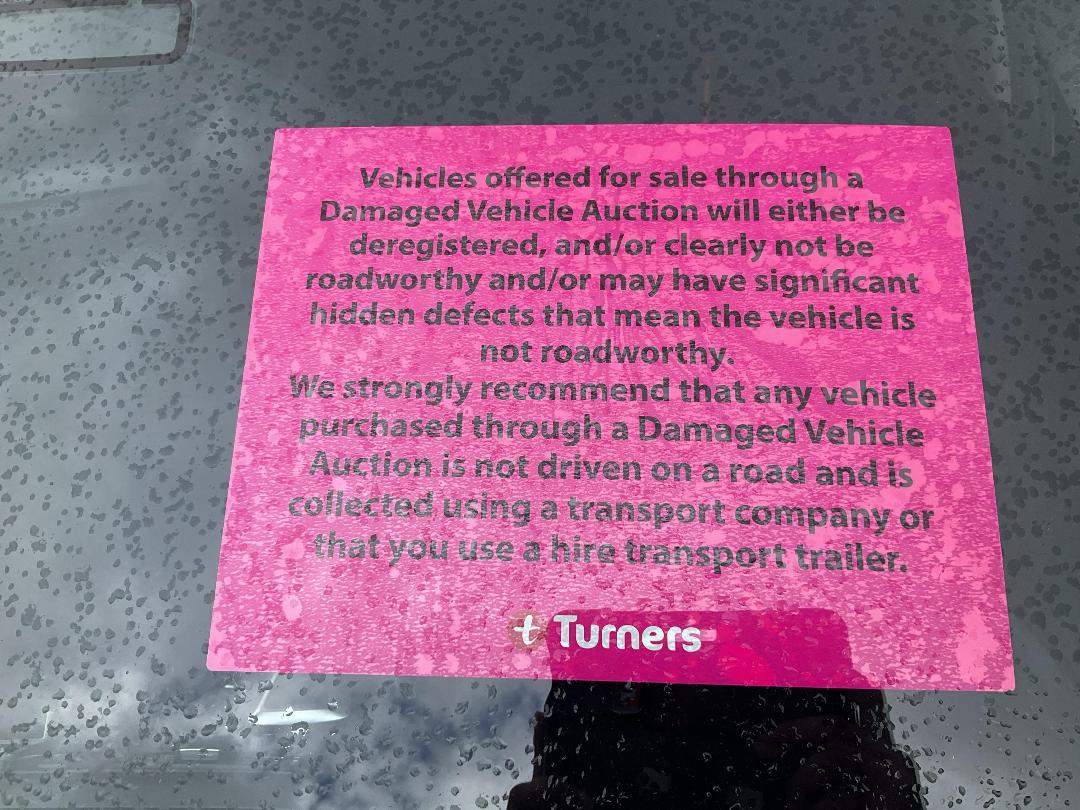 Vehicles offered for sale through a
Damaged Vehicle Auction will either be
deregistered, and/or clearly not be
roadworthy and/or may have significant
hidden defects that mean the vehicle is
not roadworthy.
We strongly recommend that any vehicle
purchased through a Damaged Vehicle
Auction is not driven on a road and is
collected using a transport company or
that you use a hire transport trailer.
Turners